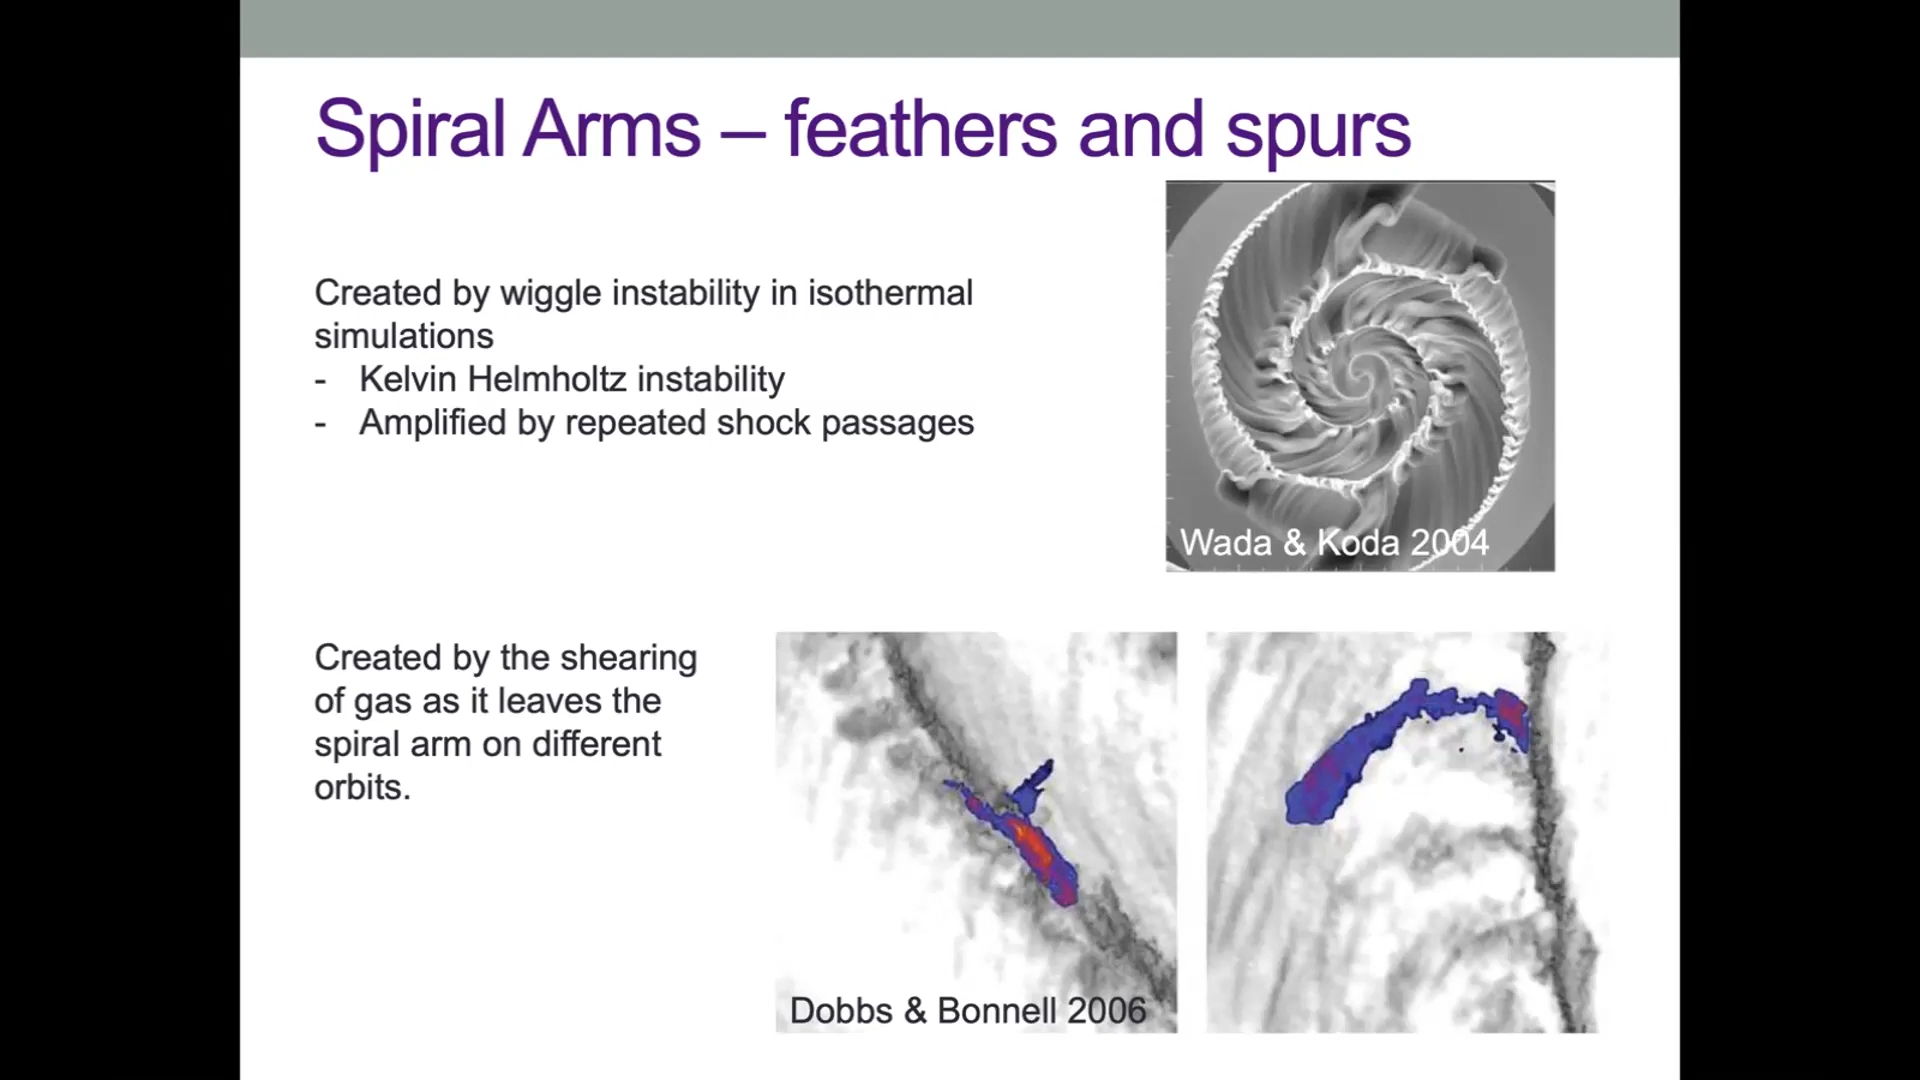 Spiral Arms – feathers and spurs
Created by wiggle instability in isothermal
simulations
- Kelvin Helmholtz instability
- Amplified by repeated shock passages
Wada & Koda 2004
Created by the shearing
of gas as it leaves the
spiral arm on different
orbits.
Dobbs & Bonnell 2006